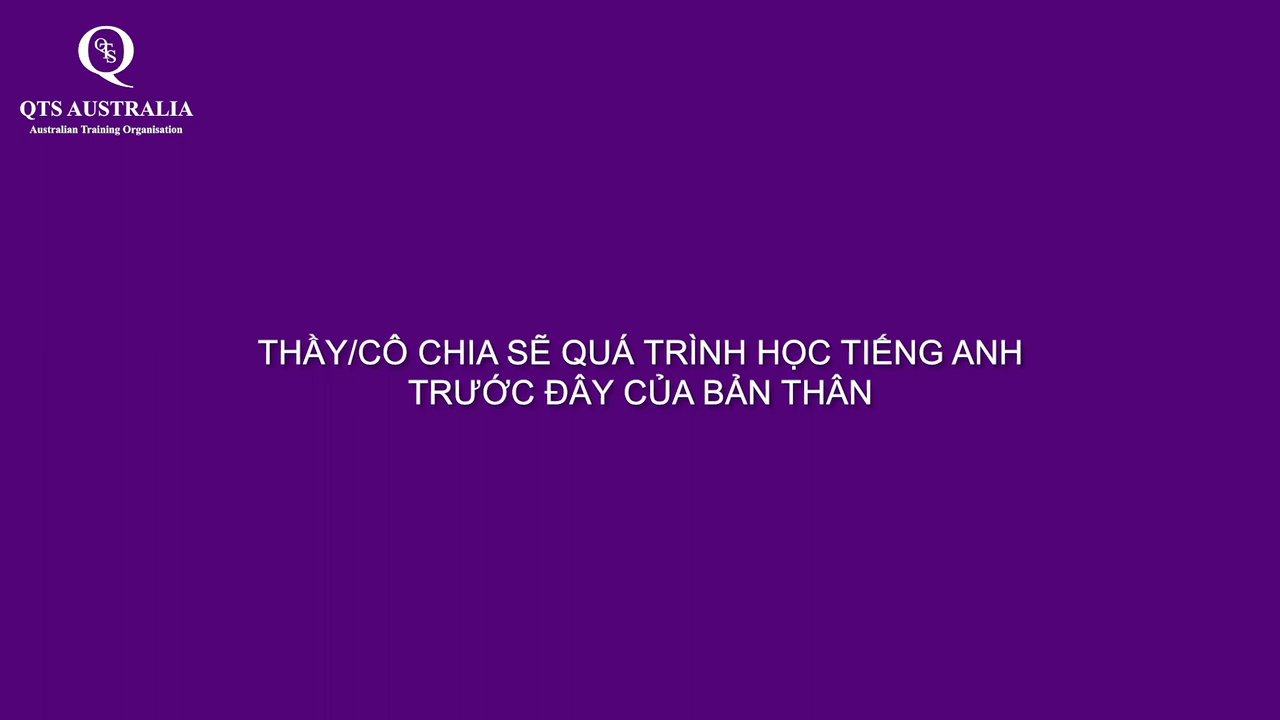 QTS
QTS AUSTRALIA
Australian Training Organisation
THẦY/CÔ CHIA SẼ QUÁ TRÌNH HỌC TIẾNG ANH
TRƯỚC ĐÂY CỦA BẢN THÂN